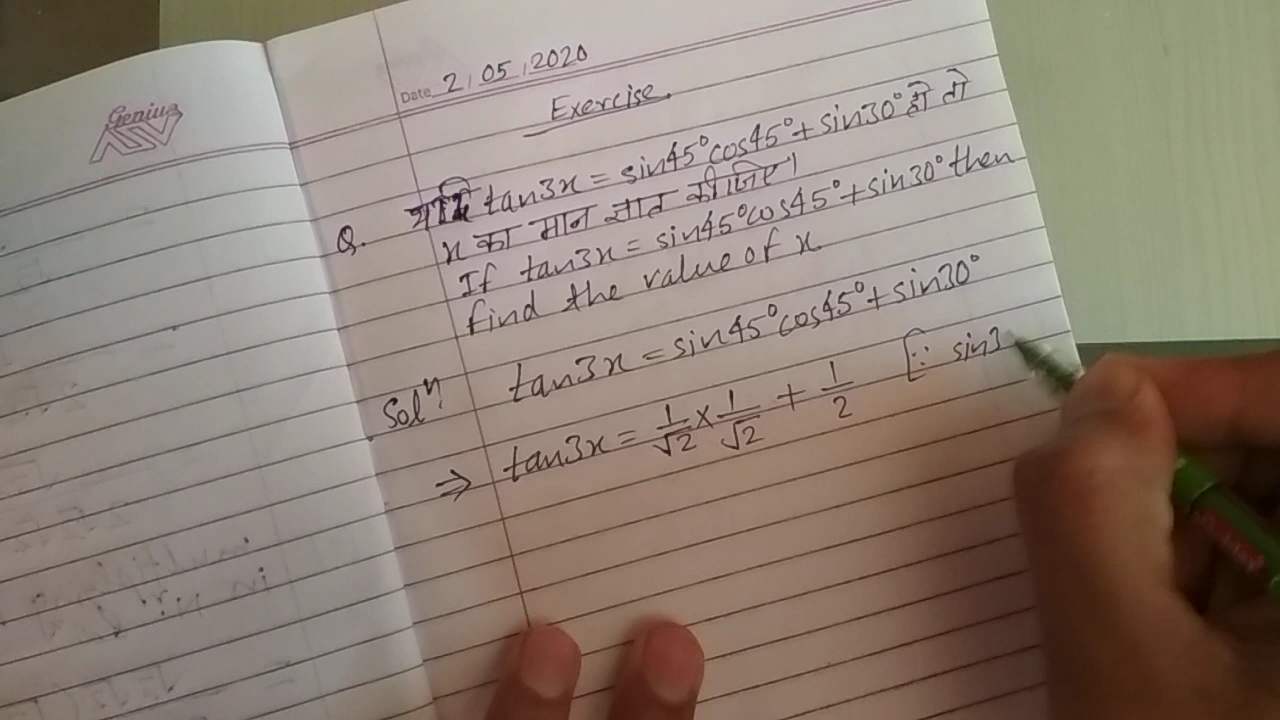 Genius
Date 2/05/2020
Exercise.
Q. यदि tan3x = sin45° cos45° + sin30° हो तो
x का मान ज्ञात कीजिए।
If tan3x = sin45° cos45° + sin30° then
find the value of x.
Solⁿ: tan3x = sin45° cos45° + sin30°
⇒ tan3x = 1/√2 × 1/√2 + 1/2 [∵ sin3